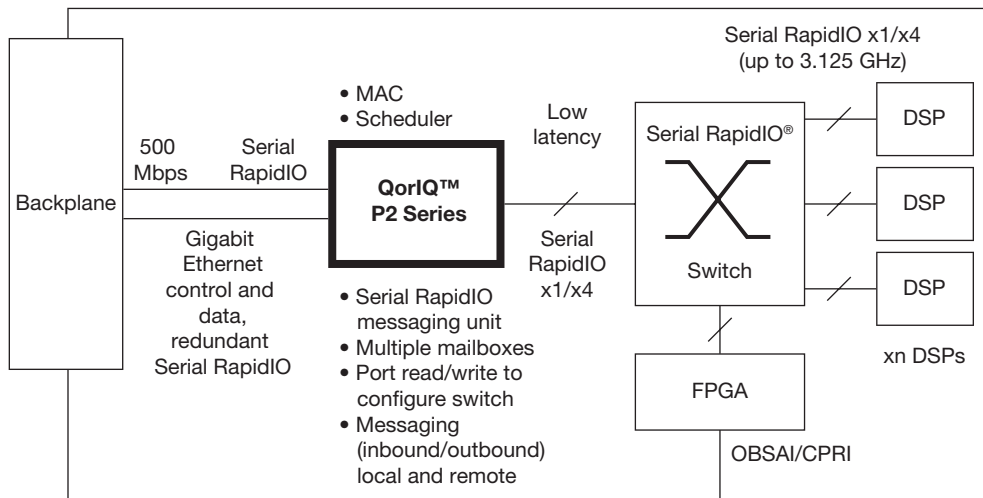 Backplane
500
Mbps
Serial
RapidIO
Gigabit
Ethernet
control and
data,
redundant
Serial RapidIO
• MAC
• Scheduler
QorIQ™
P2 Series
• Serial RapidIO
messaging unit
• Multiple mailboxes
• Port read/write to
configure switch
• Messaging
(inbound/outbound)
local and remote
Low
latency
Serial
RapidIO
x1/x4
Serial RapidIO®
Switch
Serial RapidIO x1/x4
(up to 3.125 GHz)
DSP
DSP
DSP
xn DSPs
FPGA
OBSAI/CPRI